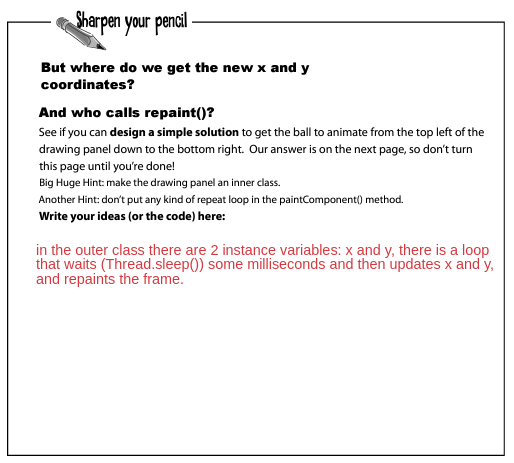 Sharpen your pencil
But where do we get the new x and y
coordinates?
And who calls repaint()?
See if you can design a simple solution to get the ball to animate from the top left of the
drawing panel down to the bottom right. Our answer is on the next page, so don't turn
this page until you're done!
Big Huge Hint: make the drawing panel an inner class.
Another Hint: don't put any kind of repeat loop in the paintComponent() method.
Write your ideas (or the code) here:
in the outer class there are 2 instance variables: x and y, there is a loop
that waits (Thread.sleep()) some milliseconds and then updates x and y,
and repaints the frame.